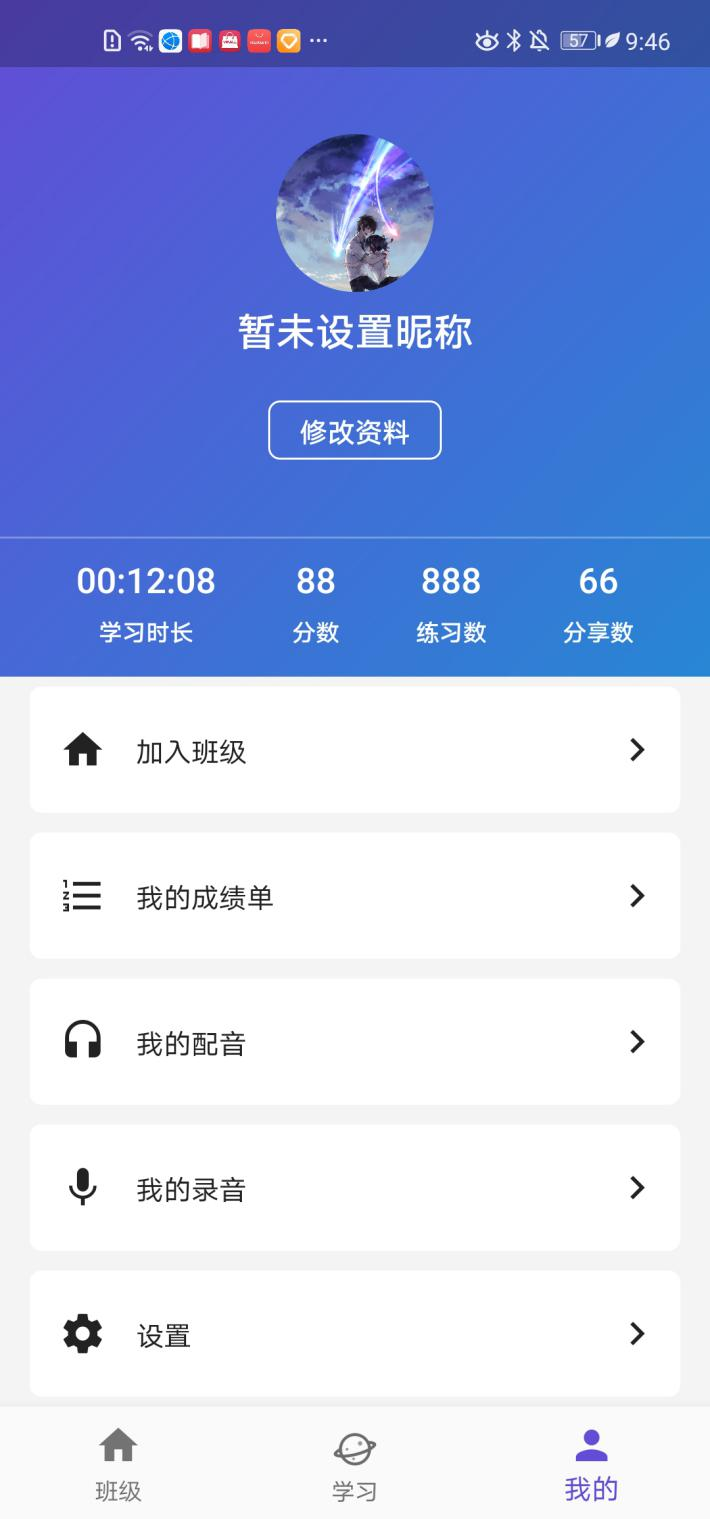 57 9:46
暂未设置昵称
修改资料
00:12:08 88 888 66
学习时长 分数 练习数 分享数
加入班级
我的成绩单
我的配音
我的录音
设置
班级 学习 我的